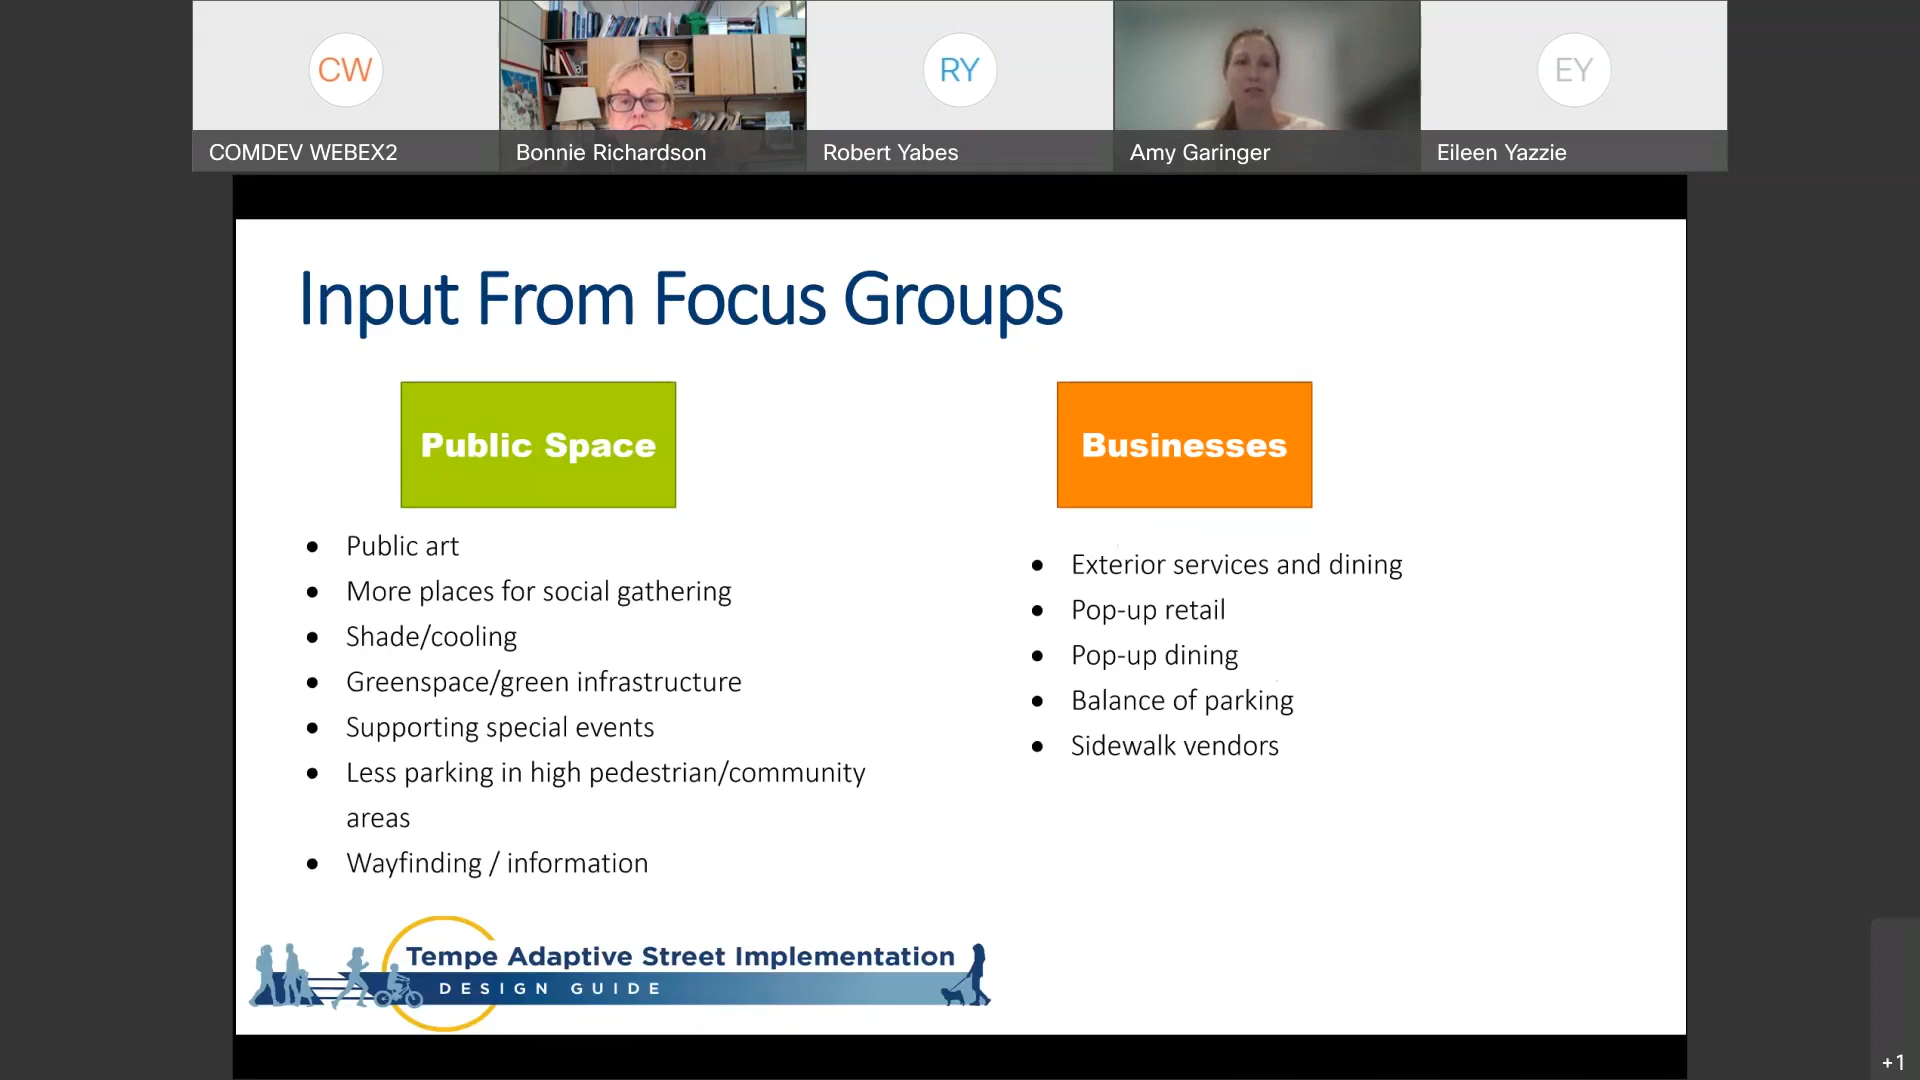 CW
RY
EY
COMDEV WEBEX2
Bonnie Richardson
Robert Yabes
Amy Garinger
Eileen Yazzie
Input From Focus Groups
Public Space
• Public art
• More places for social gathering
• Shade/cooling
• Greenspace/green infrastructure
• Supporting special events
• Less parking in high pedestrian/community
areas
• Wayfinding / information
Businesses
• Exterior services and dining
• Pop-up retail
• Pop-up dining
• Balance of parking
• Sidewalk vendors
Tempe Adaptive Street Implementation
DESIGN GUIDE
+1